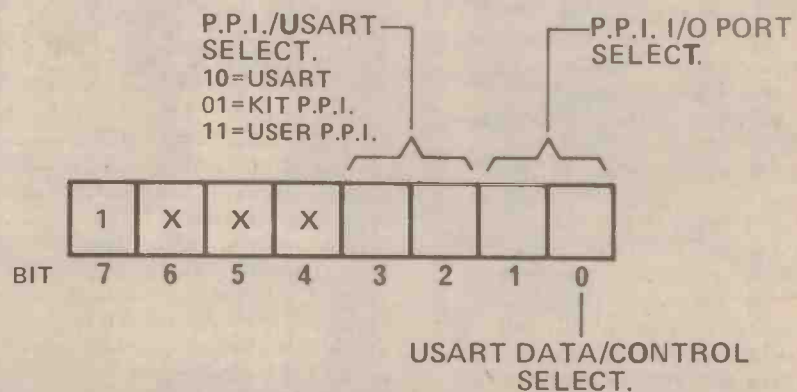 P.P.I./USART
SELECT.
10=USART
01=KIT P.P.I.
11=USER P.P.I.
P.P.I. I/O PORT
SELECT.
1 X X X
BIT 7 6 5 4 3 2 1 0
USART DATA/CONTROL
SELECT.